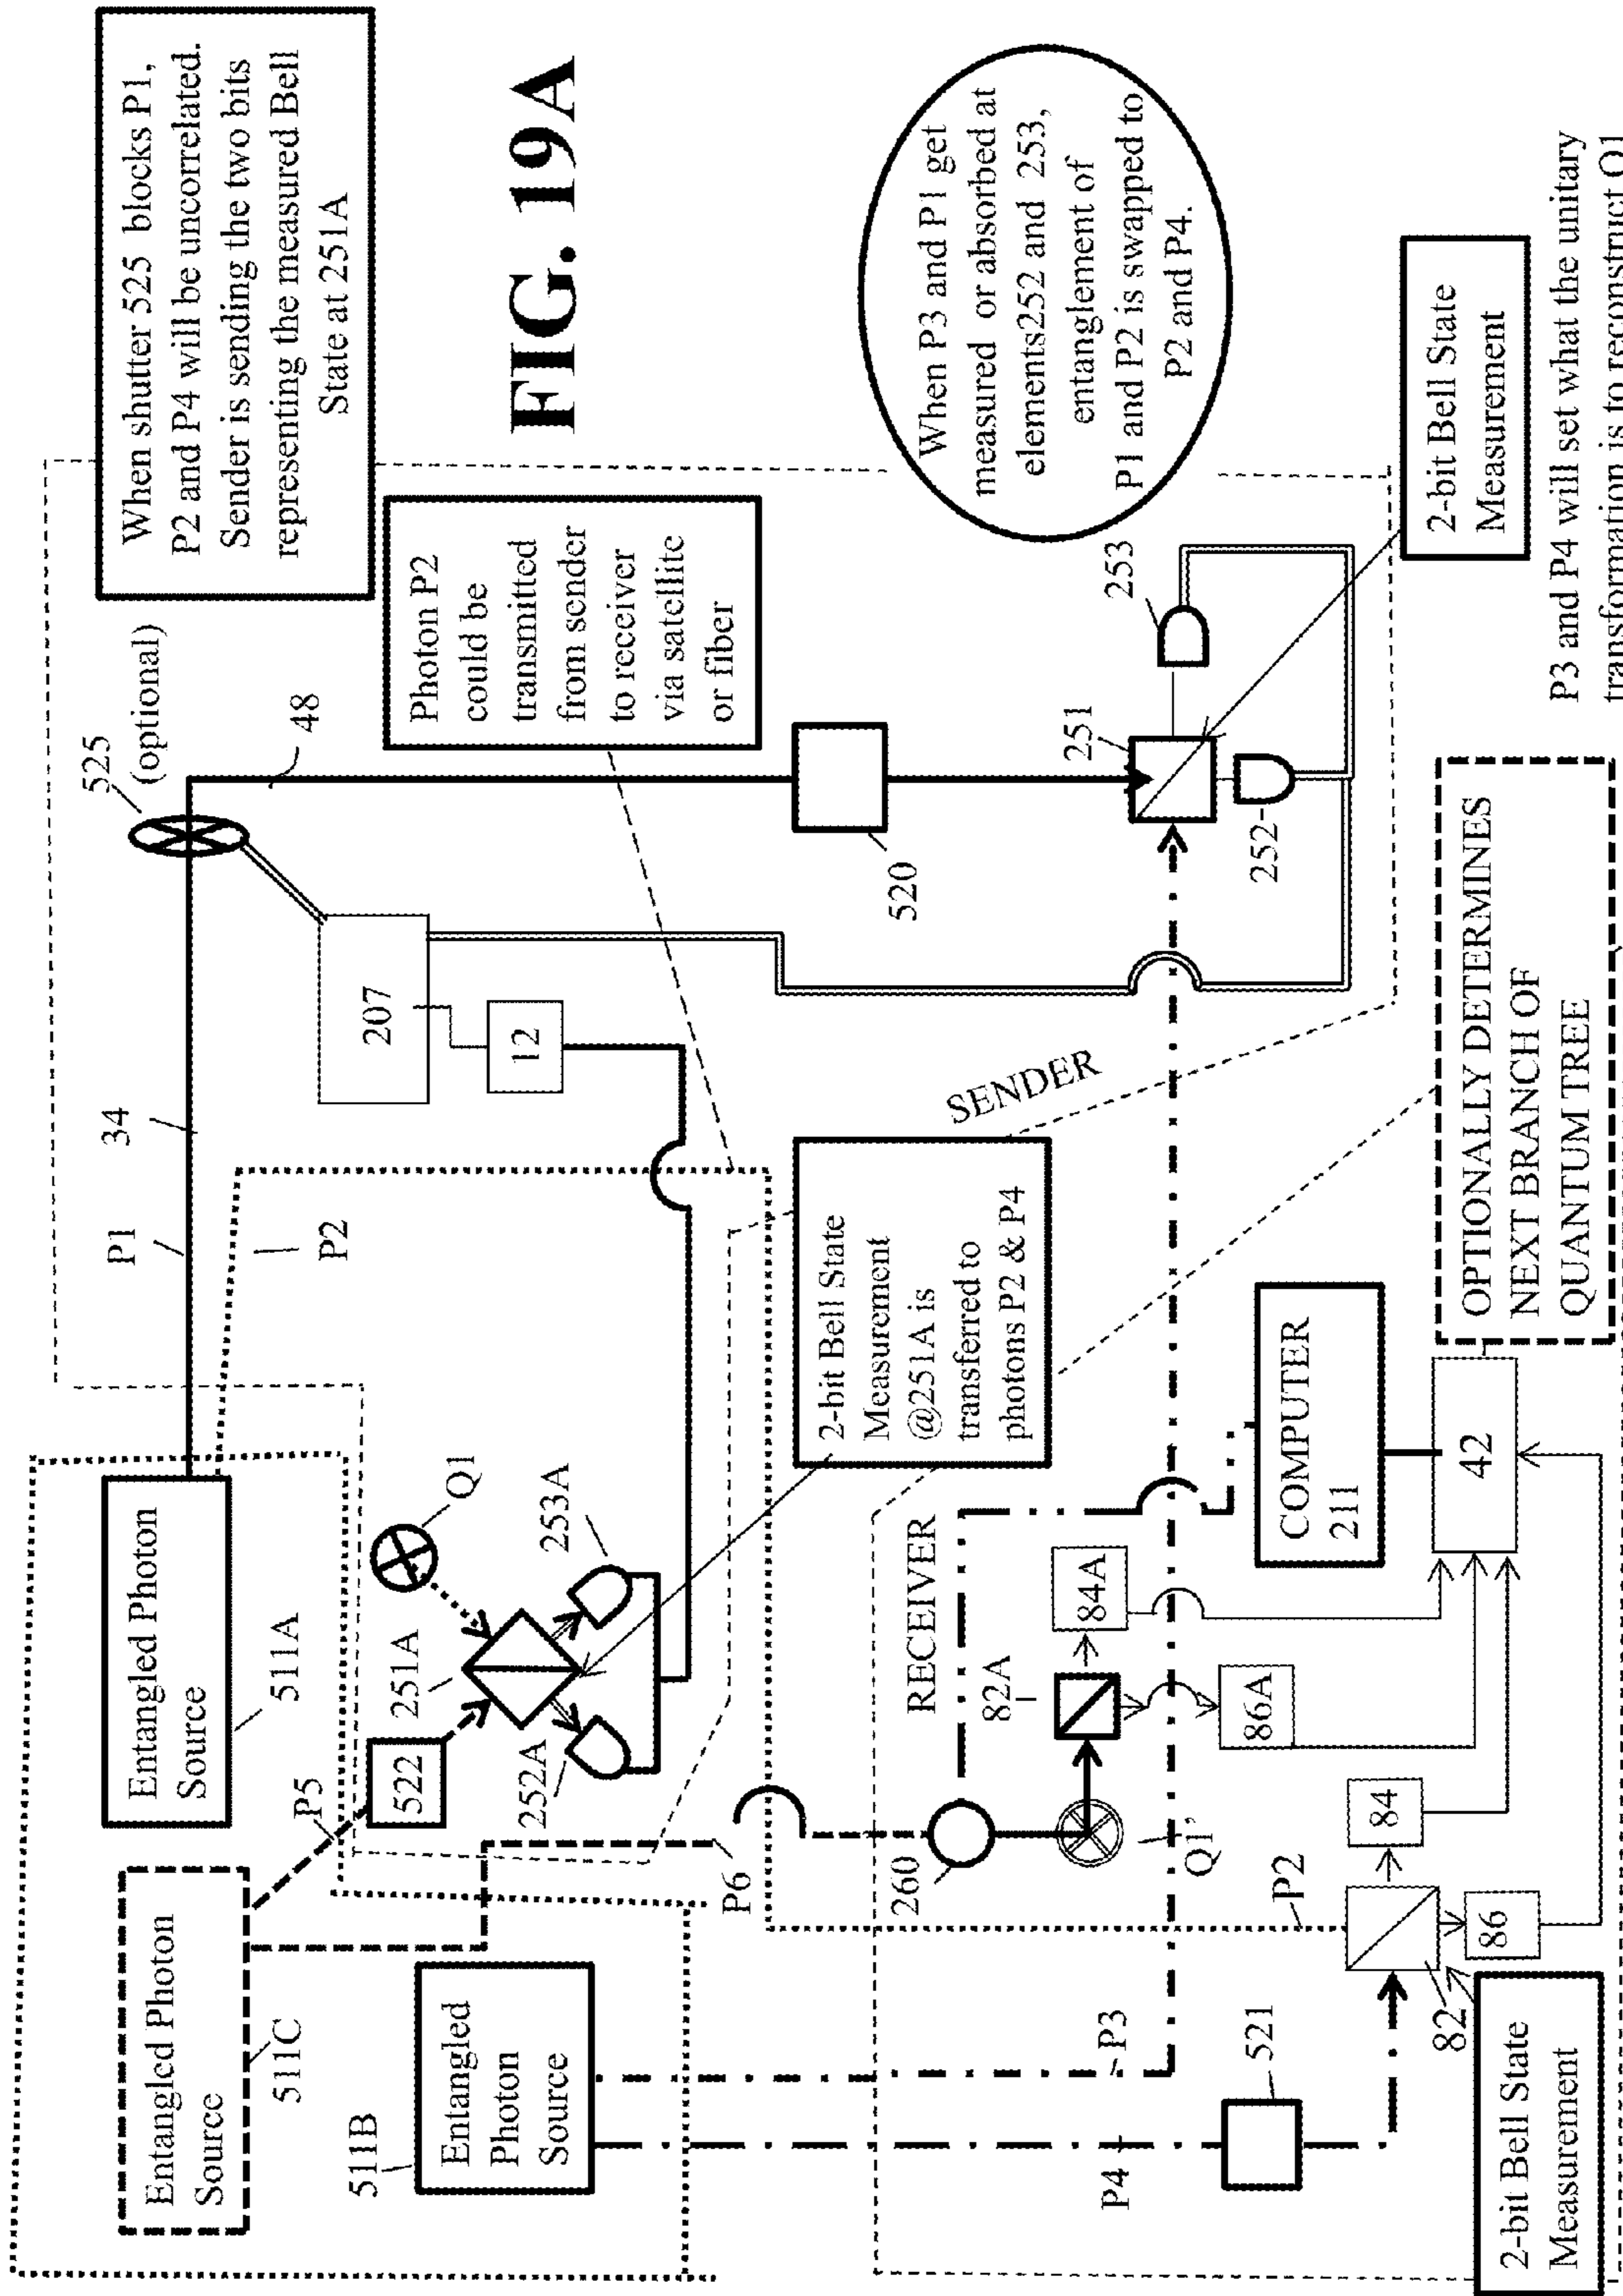 When shutter 525 blocks P1,
P2 and P4 will be uncorrelated.
Sender is sending the two bits
representing the measured Bell
State at 251A
FIG. 19A
When P3 and P1 get
measured or absorbed at
elements252 and 253,
entanglement of
P1 and P2 is swapped to
P2 and P4.
2-bit Bell State
Measurement
P3 and P4 will set what the unitary
transformation is to reconstruct Q1
Photon P2
could be
transmitted
from sender
to receiver
via satellite
or fiber
525
(optional)
48
34
P1
P2
207
12
520
251
253
252
SENDER
Entangled Photon
Source
511A
Entangled Photon
Source
511C
P5
522
Q1
251A
252A
253A
2-bit Bell State
Measurement
@251A is
transferred to
photons P2 & P4
Entangled
Photon
Source
511B
P6
RECEIVER
260
Q1'
82A
84A
86A
COMPUTER
211
P3
P4
521
P2
84
86
82
42
OPTIONALLY DETERMINES
NEXT BRANCH OF
QUANTUM TREE
2-bit Bell State
Measurement